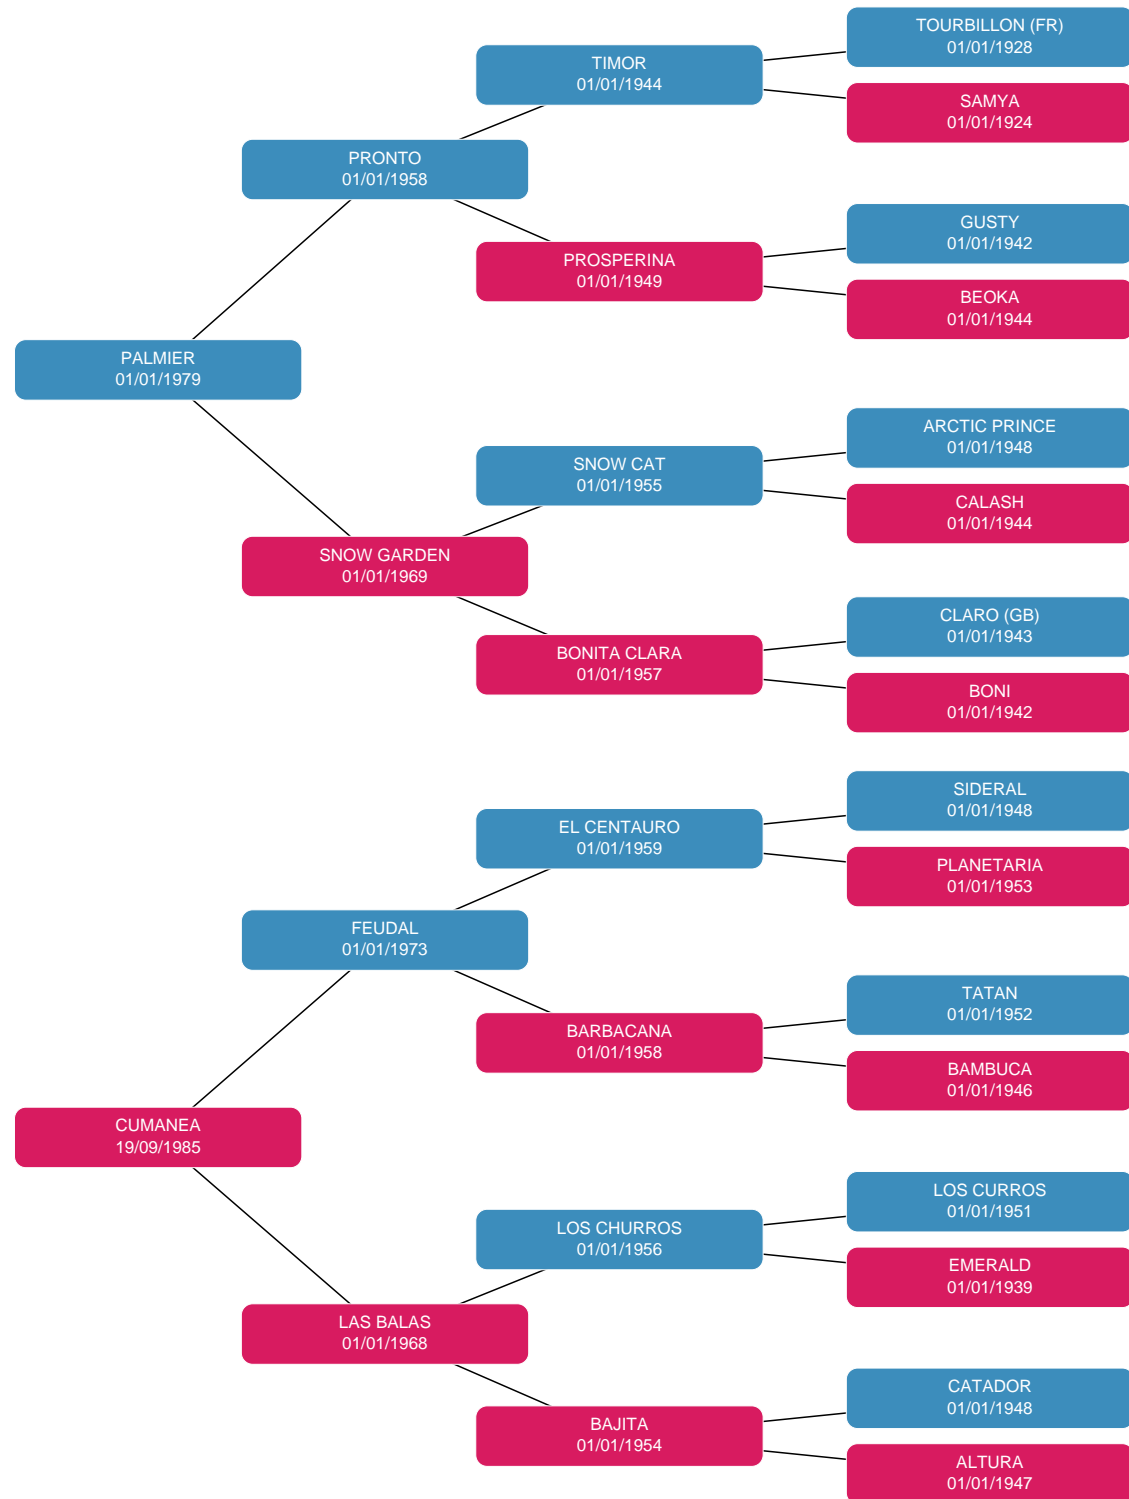 TOURBILLON (FR)
01/01/1928
TIMOR
01/01/1944
SAMYA
01/01/1924
PRONTO
01/01/1958
GUSTY
01/01/1942
PROSPERINA
01/01/1949
BEOKA
01/01/1944
PALMIER
01/01/1979
ARCTIC PRINCE
01/01/1948
SNOW CAT
01/01/1955
CALASH
01/01/1944
SNOW GARDEN
01/01/1969
CLARO (GB)
01/01/1943
BONITA CLARA
01/01/1957
BONI
01/01/1942
SIDERAL
01/01/1948
EL CENTAURO
01/01/1959
PLANETARIA
01/01/1953
FEUDAL
01/01/1973
TATAN
01/01/1952
BARBACANA
01/01/1958
BAMBUCA
01/01/1946
CUMANEA
19/09/1985
LOS CURROS
01/01/1951
LOS CHURROS
01/01/1956
EMERALD
01/01/1939
LAS BALAS
01/01/1968
CATADOR
01/01/1948
BAJITA
01/01/1954
ALTURA
01/01/1947